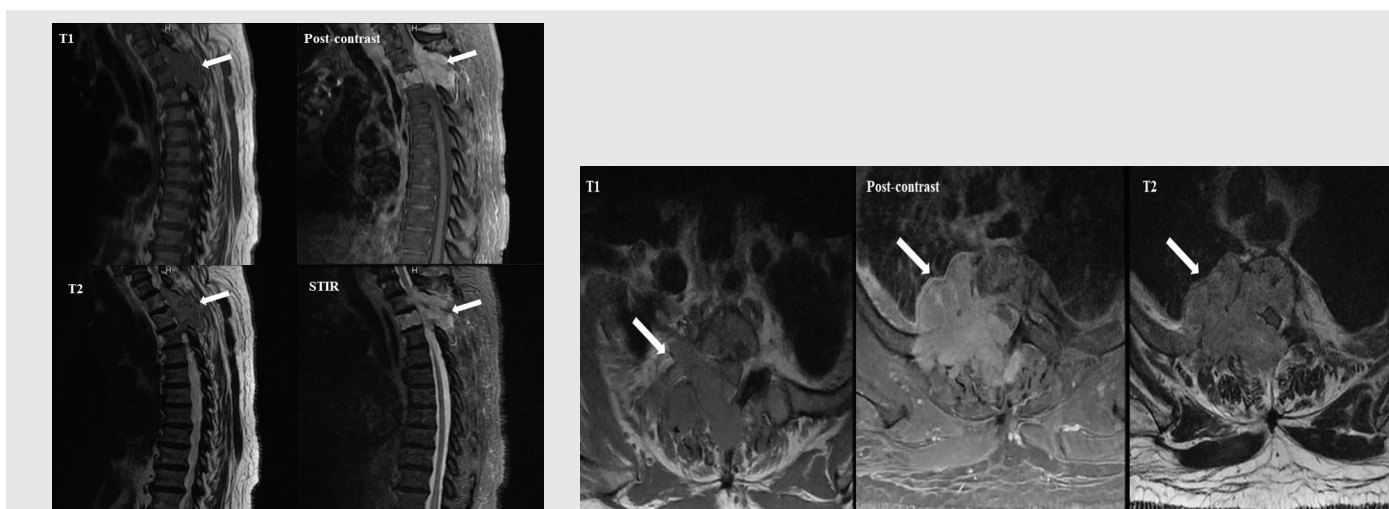 T1
H
Post-contrast
H
T2
H
STIR
H
T1
Post-contrast
T2